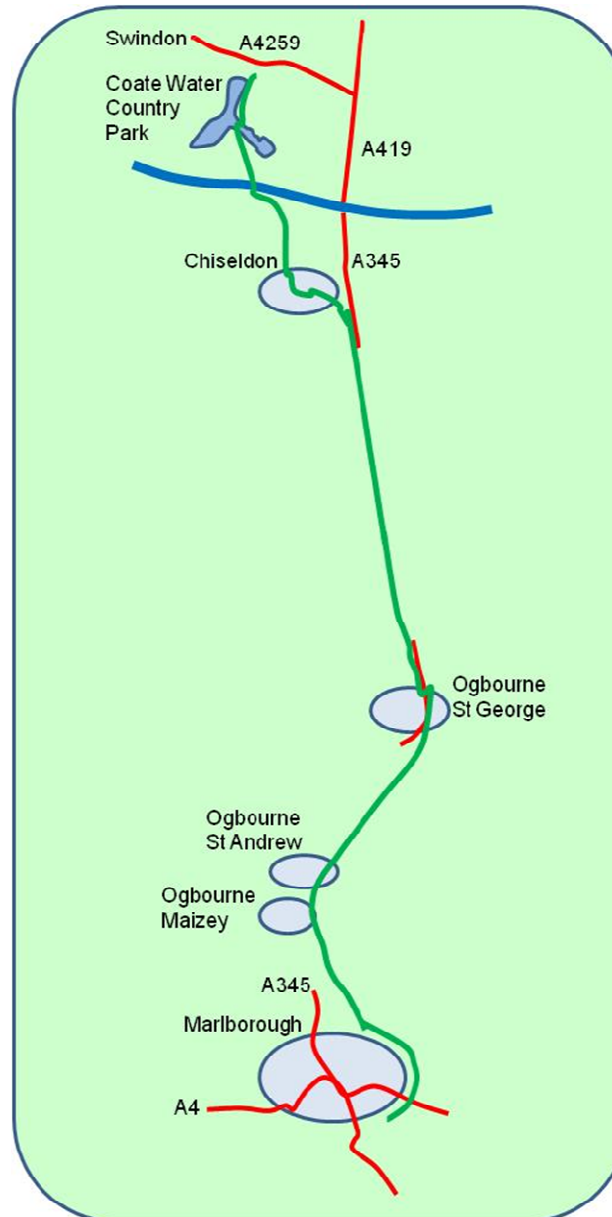 Swindon
A4259
Coate Water
Country
Park
A419
Chiseldon
A345
Ogbourne
St George
Ogbourne
St Andrew
Ogbourne
Maizey
A345
Marlborough
A4